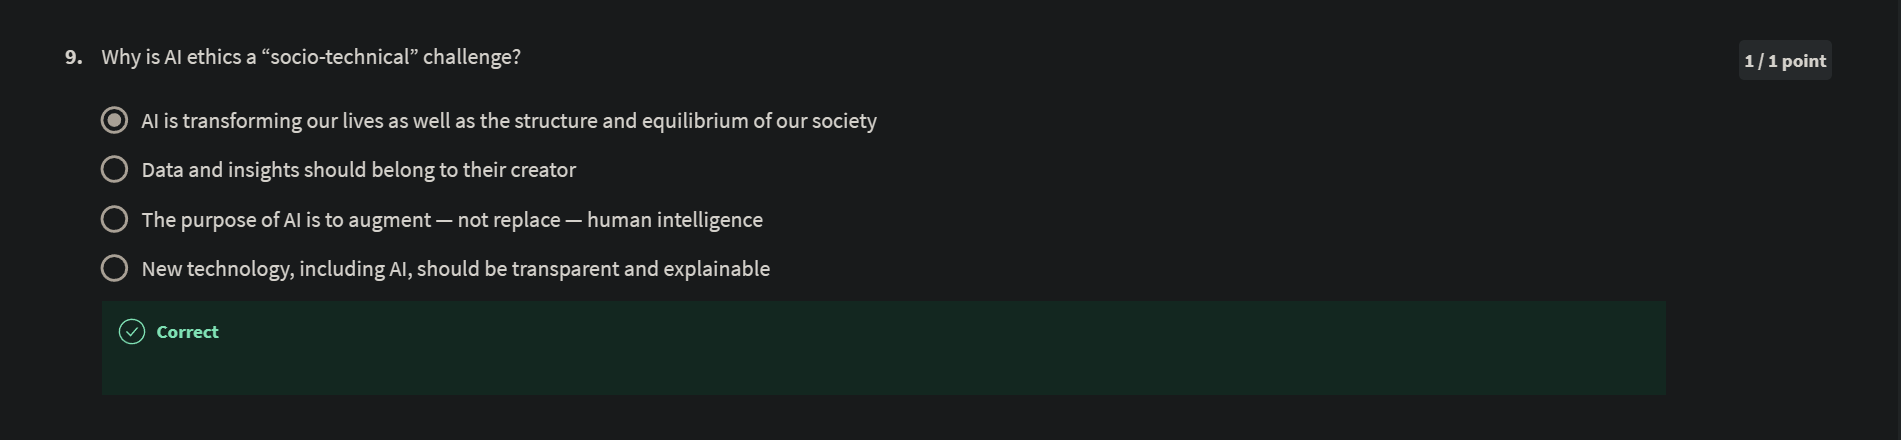 9. Why is AI ethics a “socio-technical” challenge?
1 / 1 point
AI is transforming our lives as well as the structure and equilibrium of our society
Data and insights should belong to their creator
The purpose of AI is to augment — not replace — human intelligence
New technology, including AI, should be transparent and explainable
Correct